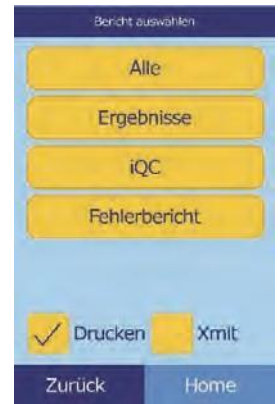 Bericht auswählen
Alle
Ergebnisse
iQC
Fehlerbericht
Drucken Xmit
Zurück Home